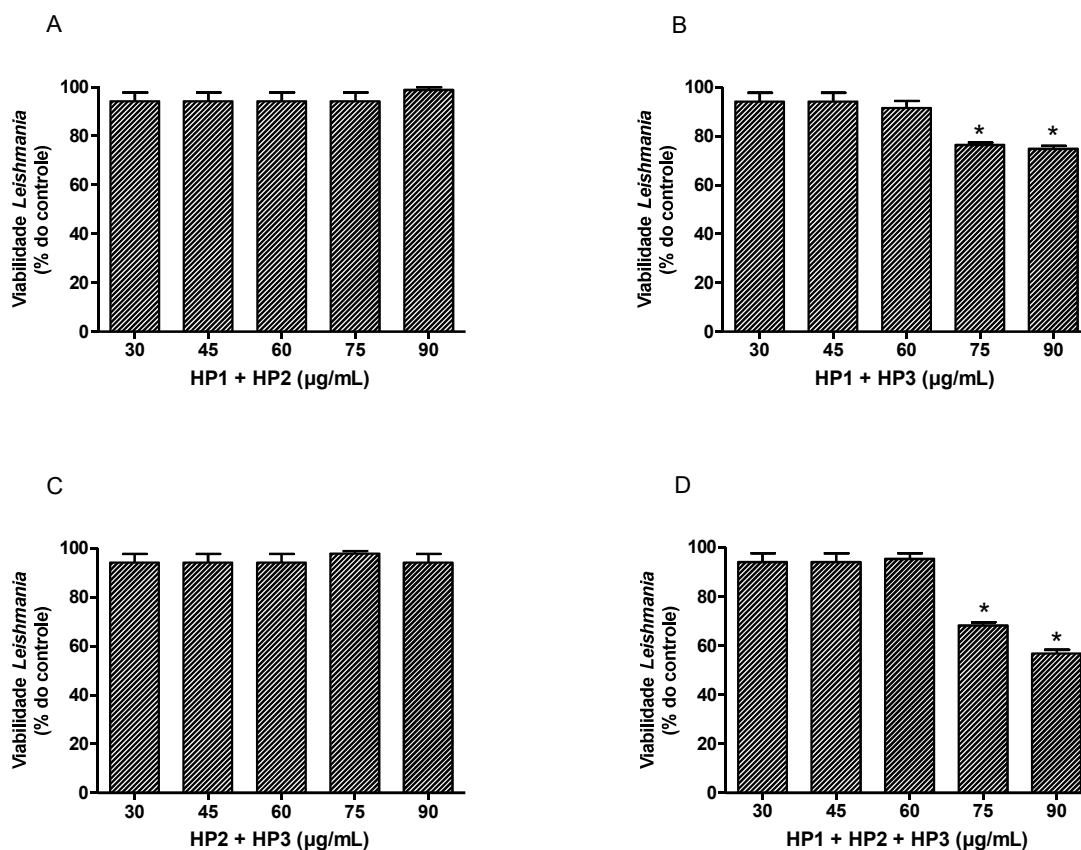 A
Viabilidade Leishmania
(% do controle)
100
80
60
40
20
0
30 45 60 75 90
HP1 + HP2 (µg/mL)
B
Viabilidade Leishmania
(% do controle)
100
80
60
40
20
0
* *
30 45 60 75 90
HP1 + HP3 (µg/mL)
C
Viabilidade Leishmania
(% do controle)
100
80
60
40
20
0
30 45 60 75 90
HP2 + HP3 (µg/mL)
D
Viabilidade Leishmania
(% do controle)
100
80
60
40
20
0
*
*
30 45 60 75 90
HP1 + HP2 + HP3 (µg/mL)